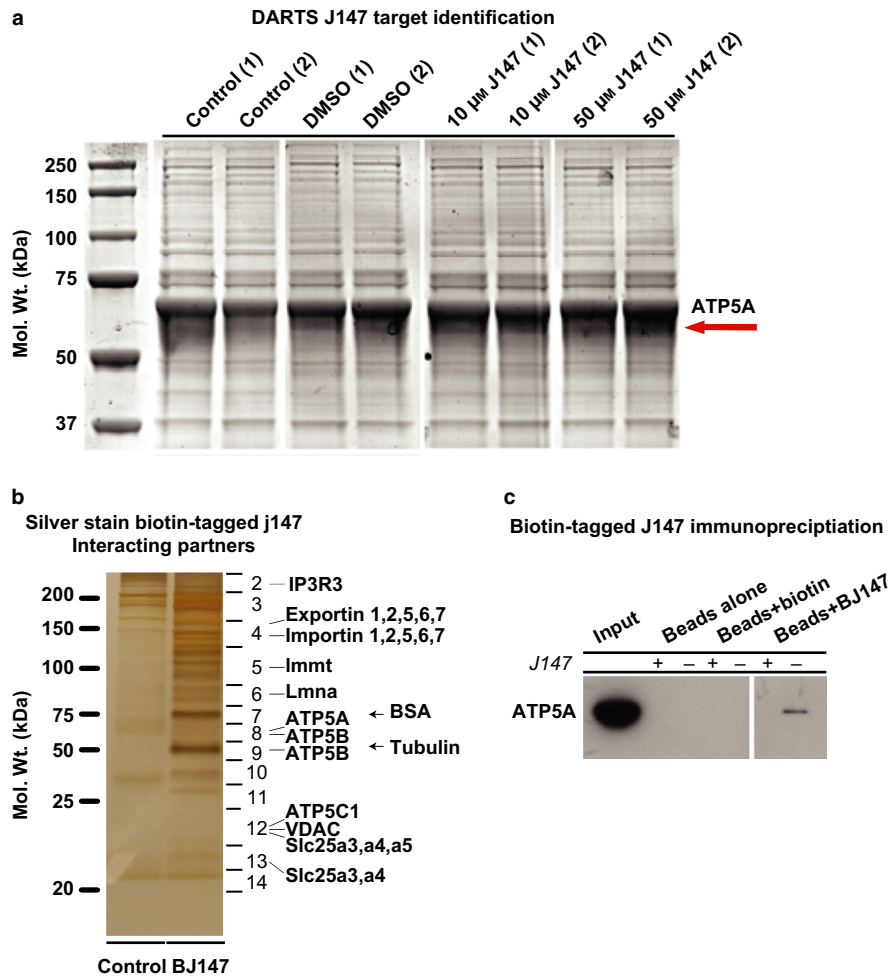 a
DARTS J147 target identification
Control (1)
Control (2)
DMSO (1)
DMSO (2)
10 µM J147 (1)
10 µM J147 (2)
50 µM J147 (1)
50 µM J147 (2)
Mol. Wt. (kDa)
250
150
100
75
50
37
ATP5A
b
Silver stain biotin-tagged j147
Interacting partners
Mol. Wt. (kDa)
200
150
100
75
50
25
20
2
3
4
5
6
7
8
9
10
11
12
13
14
IP3R3
Exportin 1,2,5,6,7
Importin 1,2,5,6,7
Immt
Lmna
ATP5A
ATP5B
ATP5B
BSA
Tubulin
ATP5C1
VDAC
Slc25a3,a4,a5
Slc25a3,a4
Control BJ147
c
Biotin-tagged J147 immunopreciptiation
Input
Beads alone
Beads+biotin
Beads+BJ147
J147 + – + – + –
ATP5A